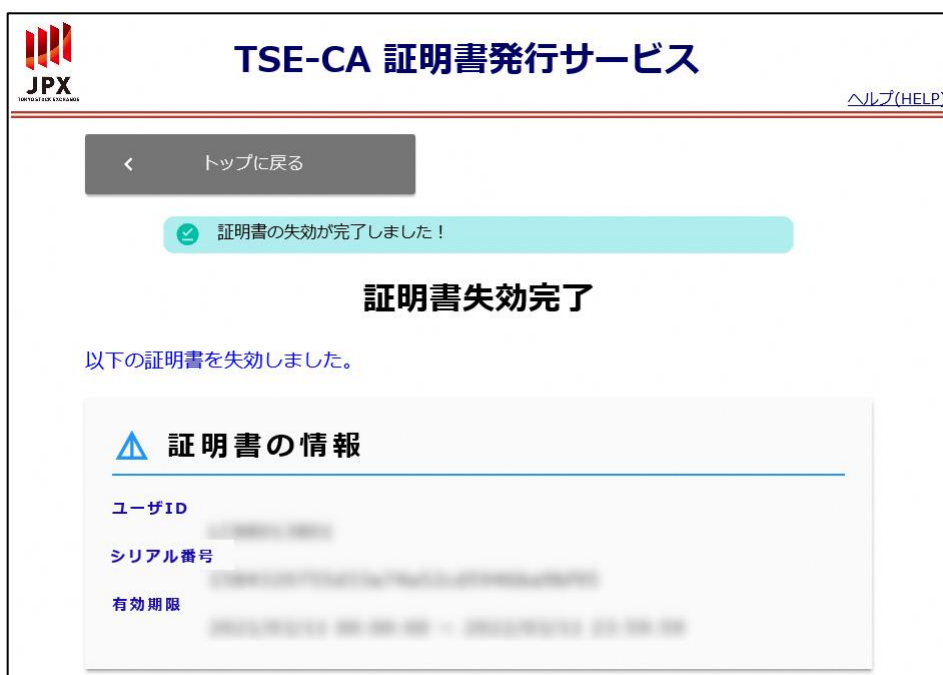 JPX
TOKYO STOCK EXCHANGE
TSE-CA 証明書発行サービス
ヘルプ(HELP)
トップに戻る
証明書の失効が完了しました！
証明書失効完了
以下の証明書を失効しました。
証明書の情報
ユーザID
シリアル番号
有効期限